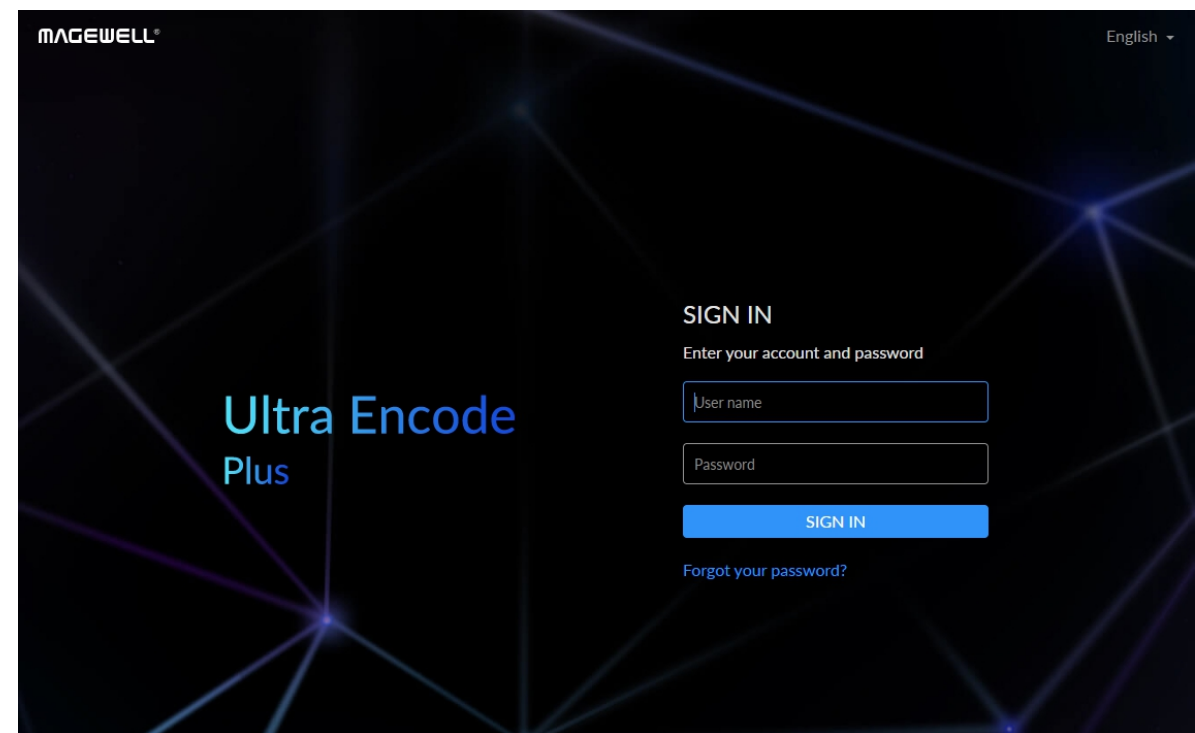 MAGEWELL®
English
Ultra Encode
Plus
SIGN IN
Enter your account and password
User name
Password
SIGN IN
Forgot your password?